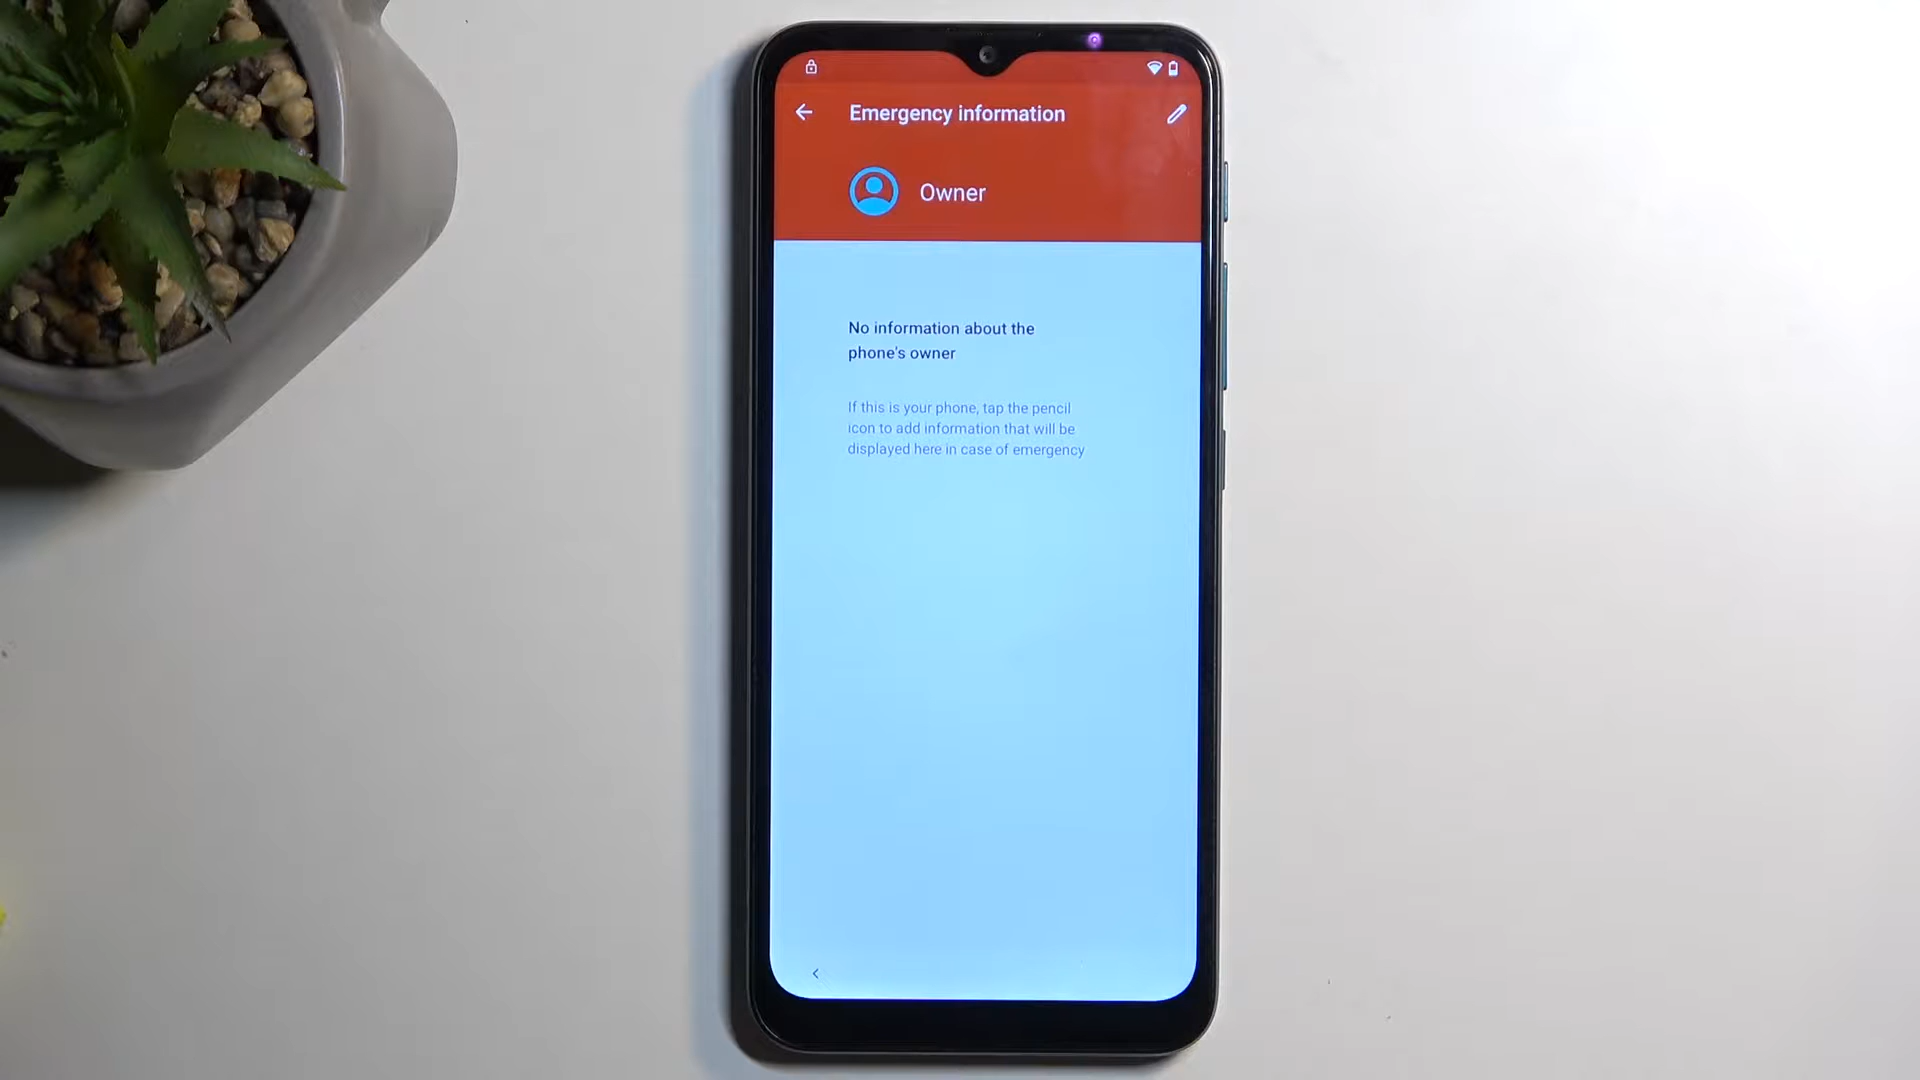 Emergency information
Owner
No information about the
phone's owner
If this is your phone, tap the pencil
icon to add information that will be
displayed here in case of emergency